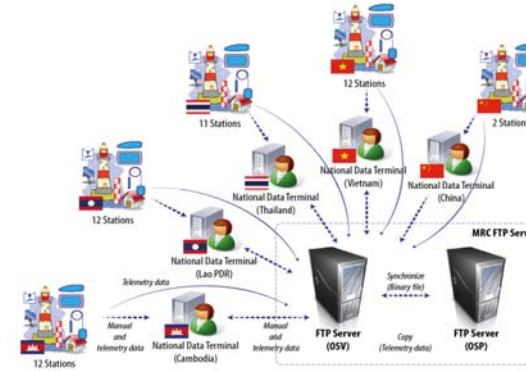 12 Stations
11 Stations
2 Station
National Data Terminal
(Vietnam)
National Data Terminal
(China)
National Data Terminal
(Thailand)
12 Stations
MRC FTP Serv
National Data Terminal
(Lao PDR)
Telemetry data
Synchronize
(Binary file)
Manual
and
telemetry data
Manual
and
telemetry data
FTP Server
(OSV)
Copy
(Telemetry data)
FTP Server
(OSP)
National Data Terminal
(Cambodia)
12 Stations